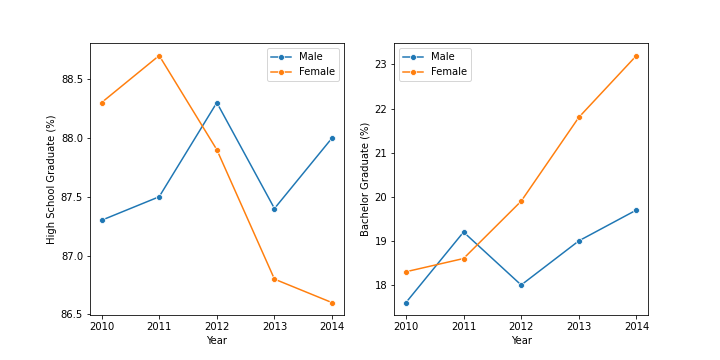 High School Graduate (%)
88.5
88.0
87.5
87.0
86.5
2010 2011 2012 2013 2014
Year
Male
Female
Bachelor Graduate (%)
23
22
21
20
19
18
2010 2011 2012 2013 2014
Year
Male
Female